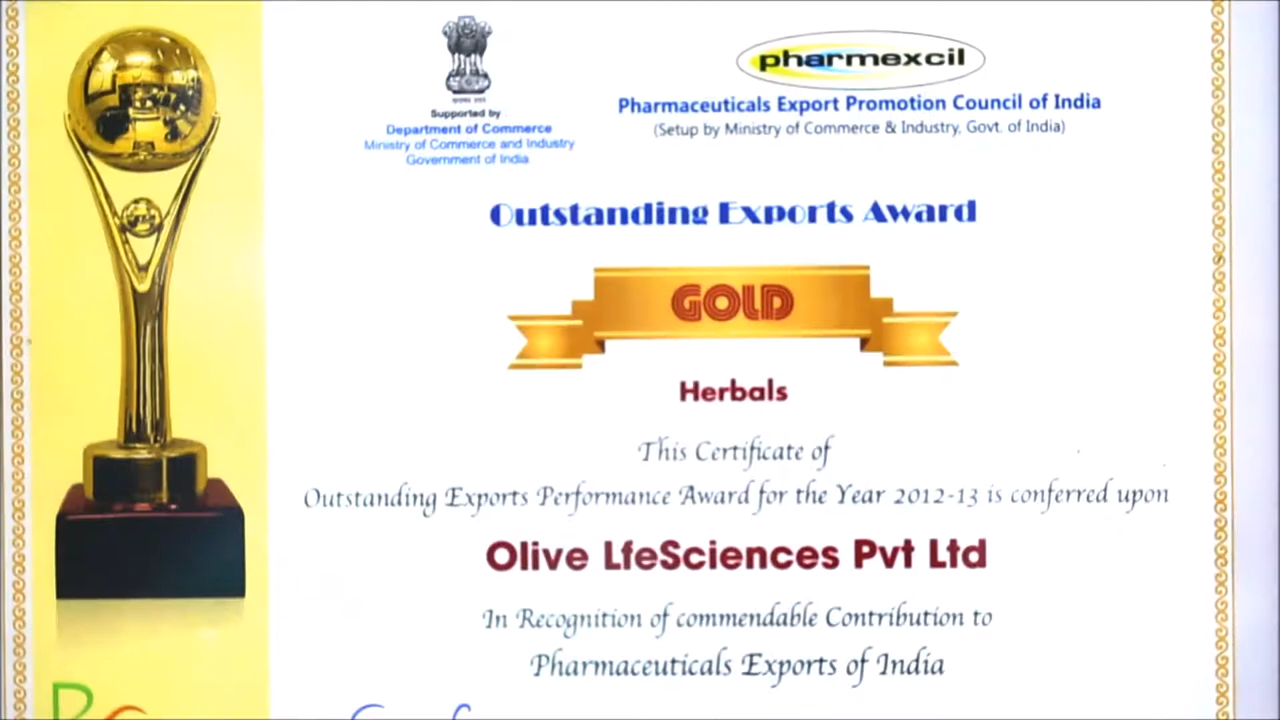 Supported by
Department of Commerce
Ministry of Commerce and Industry
Government of India
pharmexcil
Pharmaceuticals Export Promotion Council of India
(Setup by Ministry of Commerce & Industry, Govt. of India)
Outstanding Exports Award
GOLD
Herbals
This Certificate of
Outstanding Exports Performance Award for the Year 2012-13 is conferred upon
Olive LfeSciences Pvt Ltd
In Recognition of commendable Contribution to
Pharmaceuticals Exports of India